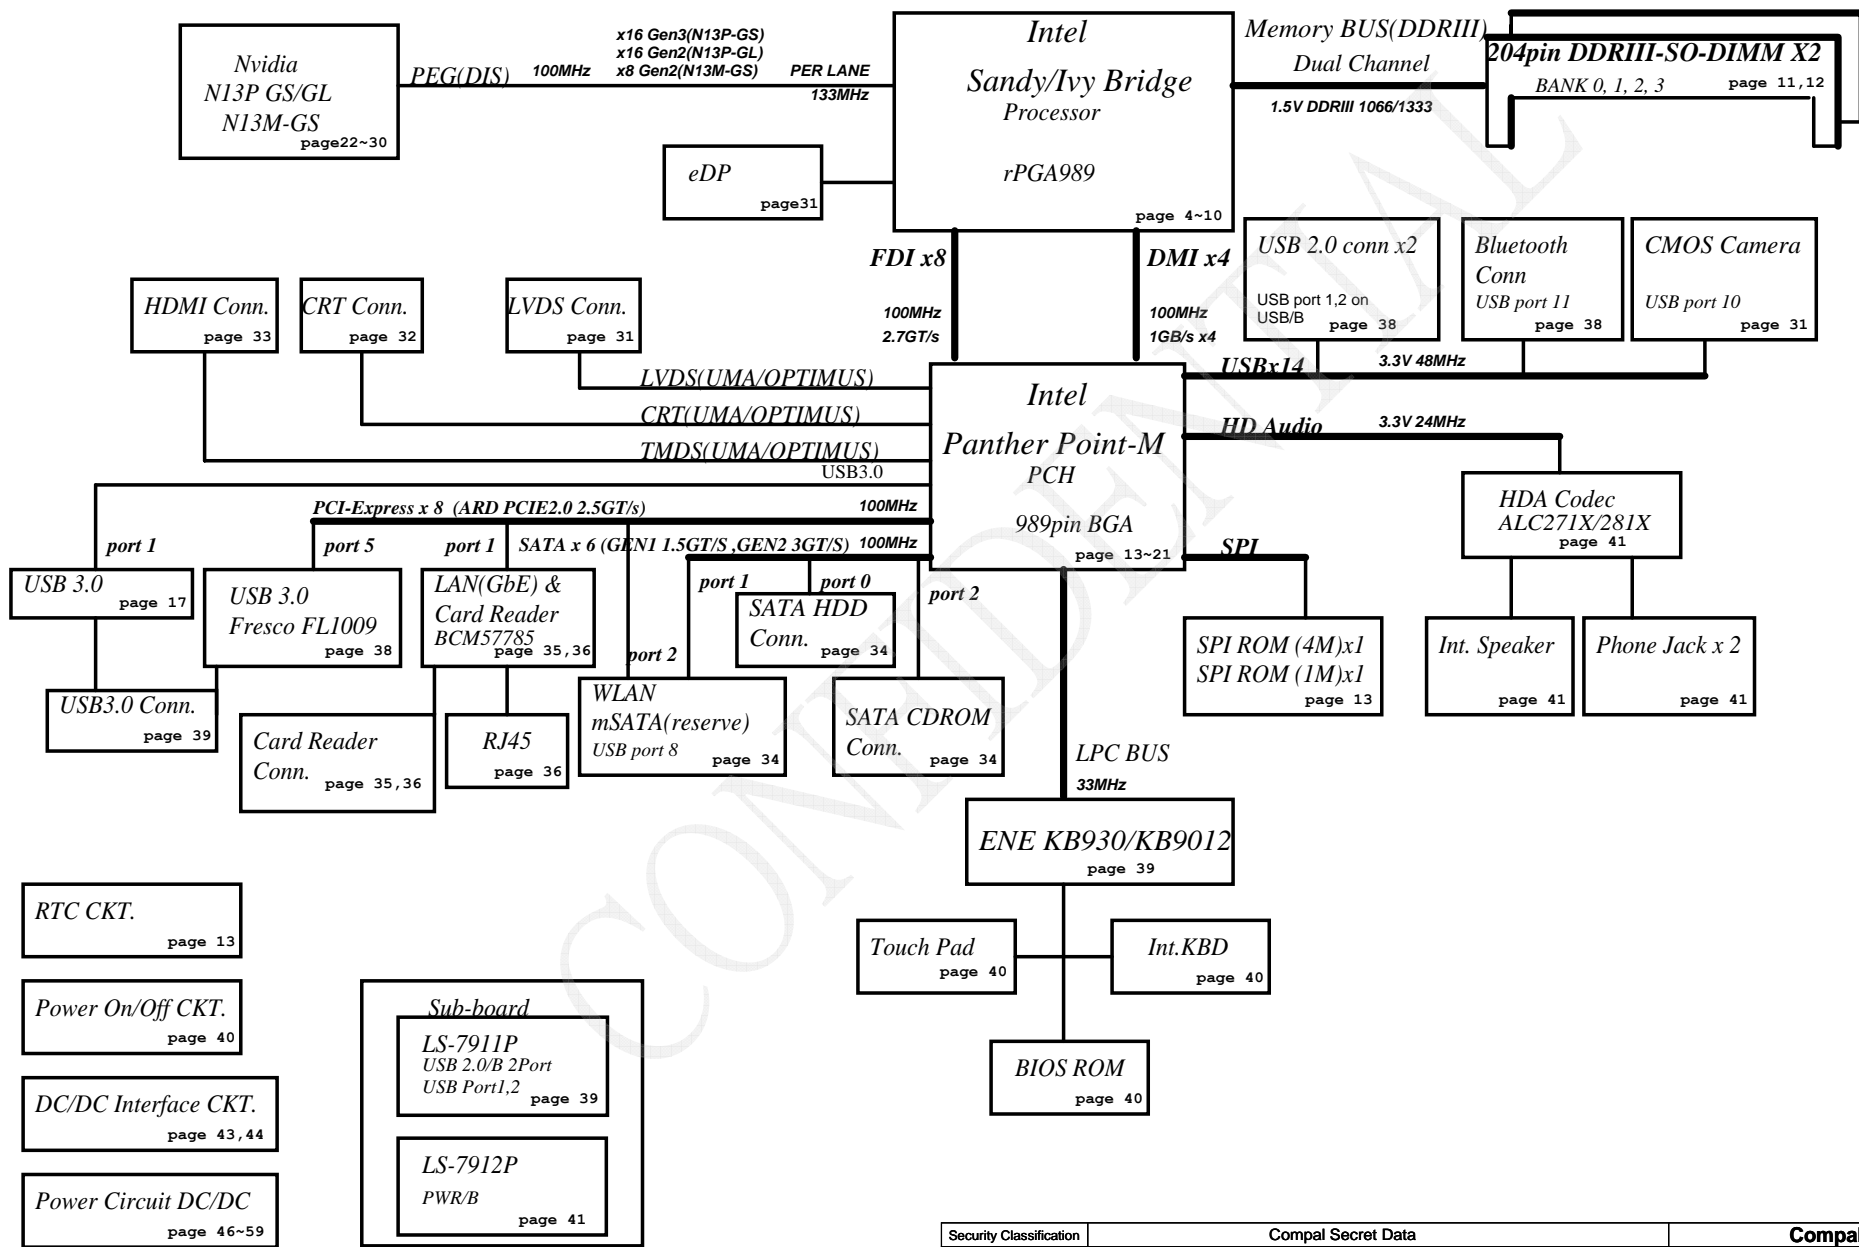 Nvidia
N13P GS/GL
N13M-GS
page22~30
PEG(DIS)
100MHz
x16 Gen3(N13P-GS)
x16 Gen2(N13P-GL)
x8 Gen2(N13M-GS)
PER LANE
133MHz
Intel
Sandy/Ivy Bridge
Processor
rPGA989
page 4~10
Memory BUS(DDRIII)
Dual Channel
1.5V DDRIII 1066/1333
204pin DDRIII-SO-DIMM X2
BANK 0, 1, 2, 3
page 11,12
eDP
page31
FDI x8
100MHz
2.7GT/s
DMI x4
100MHz
1GB/s x4
USB 2.0 conn x2
USB port 1,2 on
USB/B
page 38
Bluetooth
Conn
USB port 11
page 38
CMOS Camera
USB port 10
page 31
HDMI Conn.
page 33
CRT Conn.
page 32
LVDS Conn.
page 31
LVDS(UMA/OPTIMUS)
CRT(UMA/OPTIMUS)
TMDS(UMA/OPTIMUS)
USB3.0
Intel
Panther Point-M
PCH
989pin BGA
page 13~21
USBx14
3.3V 48MHz
HD Audio
3.3V 24MHz
SPI
PCI-Express x 8 (ARD PCIE2.0 2.5GT/s)
100MHz
SATA x 6 (GEN1 1.5GT/S ,GEN2 3GT/S)
100MHz
port 1
port 5
port 1
port 2
port 1
port 0
port 2
USB 3.0
page 17
USB 3.0
Fresco FL1009
page 38
LAN(GbE) &
Card Reader
BCM57785
page 35,36
SATA HDD
Conn.
page 34
HDA Codec
ALC271X/281X
page 41
SPI ROM (4M)x1
SPI ROM (1M)x1
page 13
Int. Speaker
page 41
Phone Jack x 2
page 41
USB3.0 Conn.
page 39
Card Reader
Conn.
page 35,36
RJ45
page 36
WLAN
mSATA(reserve)
USB port 8
page 34
SATA CDROM
Conn.
page 34
LPC BUS
33MHz
ENE KB930/KB9012
page 39
Touch Pad
page 40
Int.KBD
page 40
BIOS ROM
page 40
RTC CKT.
page 13
Power On/Off CKT.
page 40
DC/DC Interface CKT.
page 43,44
Power Circuit DC/DC
page 46~59
Sub-board
LS-7911P
USB 2.0/B 2Port
USB Port1,2
page 39
LS-7912P
PWR/B
page 41
CONFIDENTIAL
Security Classification
Compal Secret Data
Compal